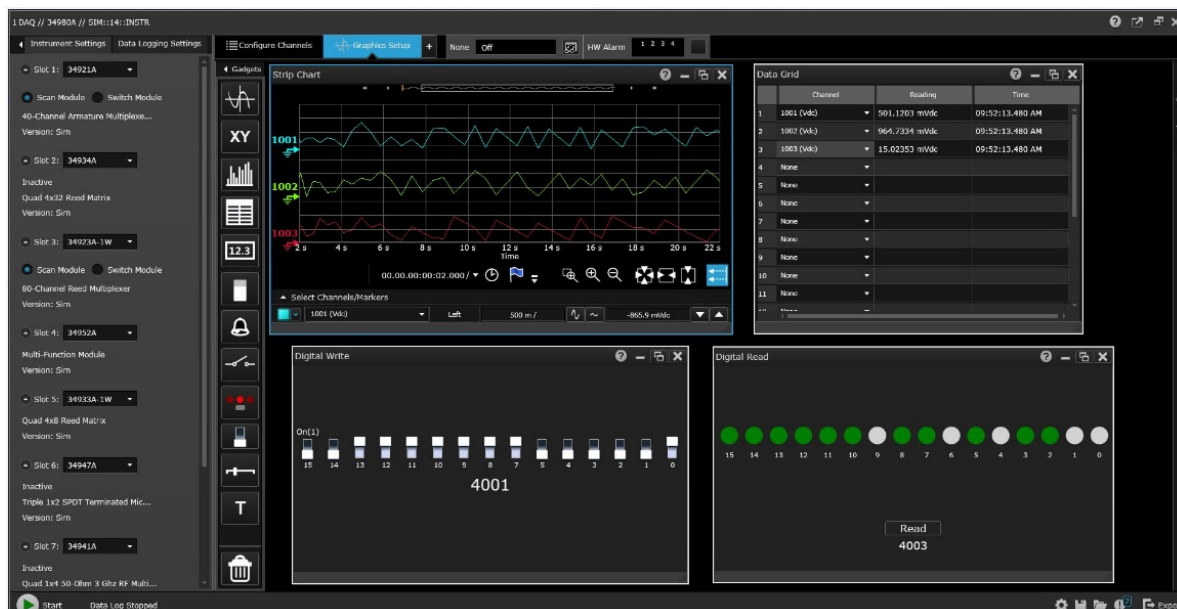 1 DAQ // 34980A // SIM::14::INSTR
Instrument Settings Data Logging Settings
Configure Channels Graphics Setup + None Off HW Alarm 1 2 3 4
Slot 1: 34921A
Scan Module Switch Module
40-Channel Armature Multiplexe...
Version: Sim
Slot 2: 34934A
Inactive
Quad 4x32 Reed Matrix
Version: Sim
Slot 3: 34923A-1W
Scan Module Switch Module
80-Channel Reed Multiplexer
Version: Sim
Slot 4: 34952A
Multi-Function Module
Version: Sim
Slot 5: 34933A-1W
Quad 4x8 Reed Matrix
Version: Sim
Slot 6: 34947A
Inactive
Triple 1x2 SPDT Terminated Mic...
Version: Sim
Slot 7: 34941A
Inactive
Quad 1x4 50-Ohm 3 Ghz RF Multi...
Gadgets
XY
12.3
T
Strip Chart
1001
1002
1003
2 s 4 s 6 s 8 s 10 s 12 s 14 s 16 s 18 s 20 s 22 s
Time
00.00.00:00:02.000/
Select Channels/Markers
1001 (Vdc) Left 500 m/ -865.9 mVdc
Data Grid
Channel Reading Time
1 1001 (Vdc) 501.1203 mVdc 09:52:13.480 AM
2 1002 (Vdc) 964.7334 mVdc 09:52:13.480 AM
3 1003 (Vdc) 15.02353 mVdc 09:52:13.480 AM
4 None
5 None
6 None
7 None
8 None
9 None
10 None
11 None
Digital Write
On(1)
15 14 13 12 11 10 9 8 7 5 4 3 2 1 0
4001
Digital Read
15 14 13 12 11 10 9 8 7 6 5 4 3 2 1 0
Read
4003
Start Data Log Stopped
Expo